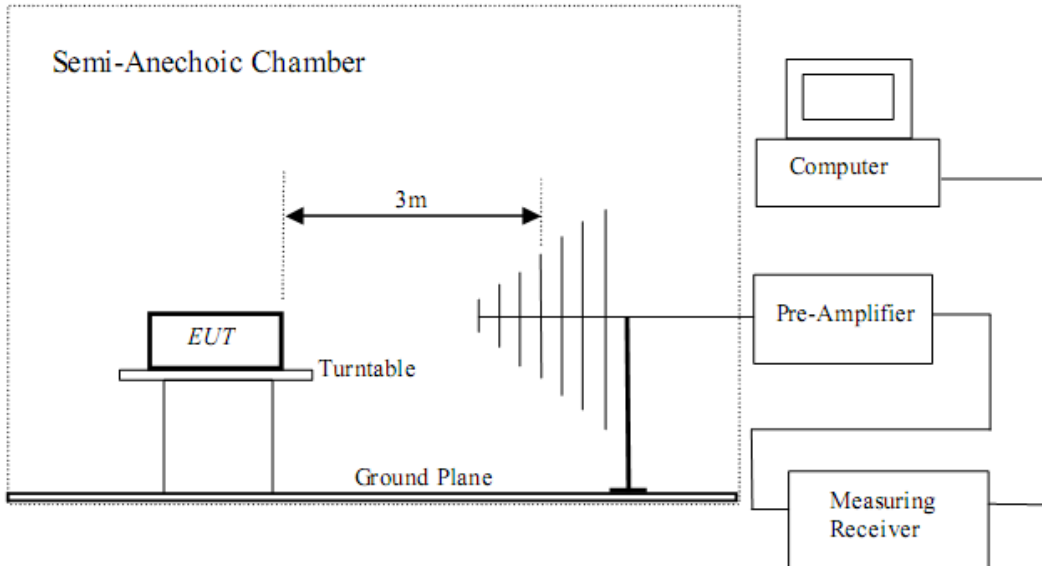 Semi-Anechoic Chamber
Computer
3m
Pre-Amplifier
EUT
Turntable
Ground Plane
Measuring
Receiver